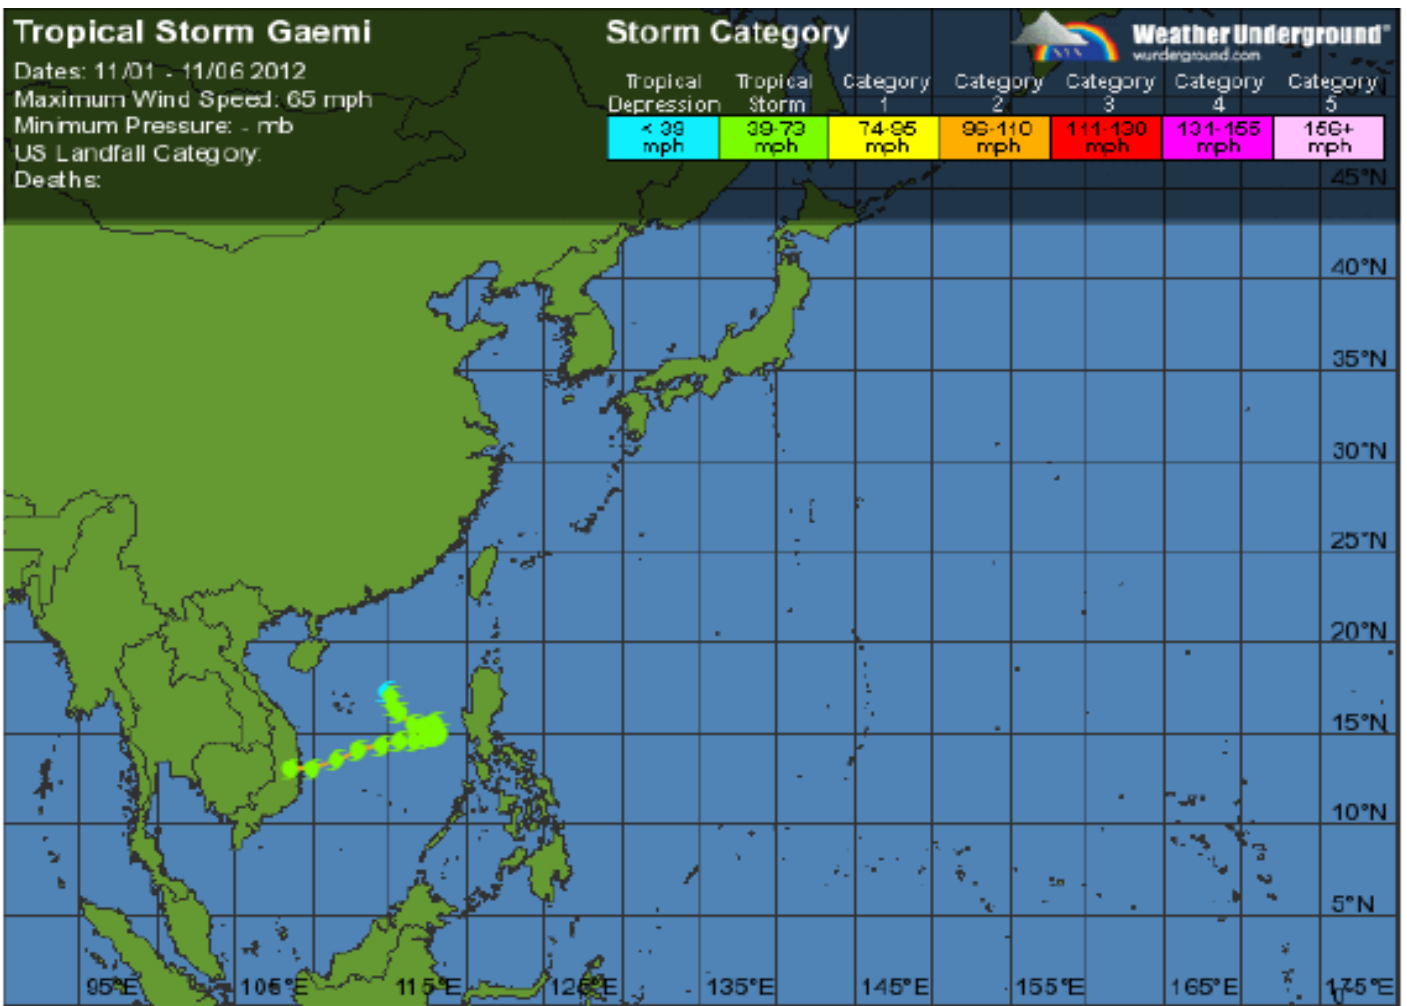 Tropical Storm Gaemi
Dates: 11/01 - 11/06 2012
Maximum Wind Speed: 65 mph
Minimum Pressure: - mb
US Landfall Category:
Deaths:
Storm Category
WeatherUnderground®
wunderground.com
Tropical Depression
Tropical Storm
Category 1
Category 2
Category 3
Category 4
Category 5
< 39 mph
39-73 mph
74-95 mph
96-110 mph
111-130 mph
131-155 mph
156+ mph
45°N
40°N
35°N
30°N
25°N
20°N
15°N
10°N
5°N
95°E 105°E 115°E 125°E 135°E 145°E 155°E 165°E 175°E